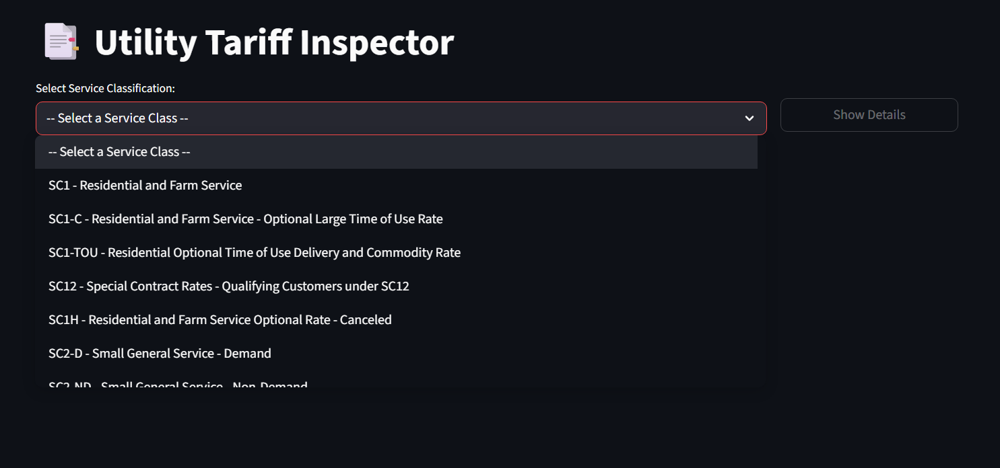 Utility Tariff Inspector
Select Service Classification:
-- Select a Service Class --
Show Details
-- Select a Service Class --
SC1 - Residential and Farm Service
SC1-C - Residential and Farm Service - Optional Large Time of Use Rate
SC1-TOU - Residential Optional Time of Use Delivery and Commodity Rate
SC12 - Special Contract Rates - Qualifying Customers under SC12
SC1H - Residential and Farm Service Optional Rate - Canceled
SC2-D - Small General Service - Demand
SC2-ND - Small General Service - Non-Demand